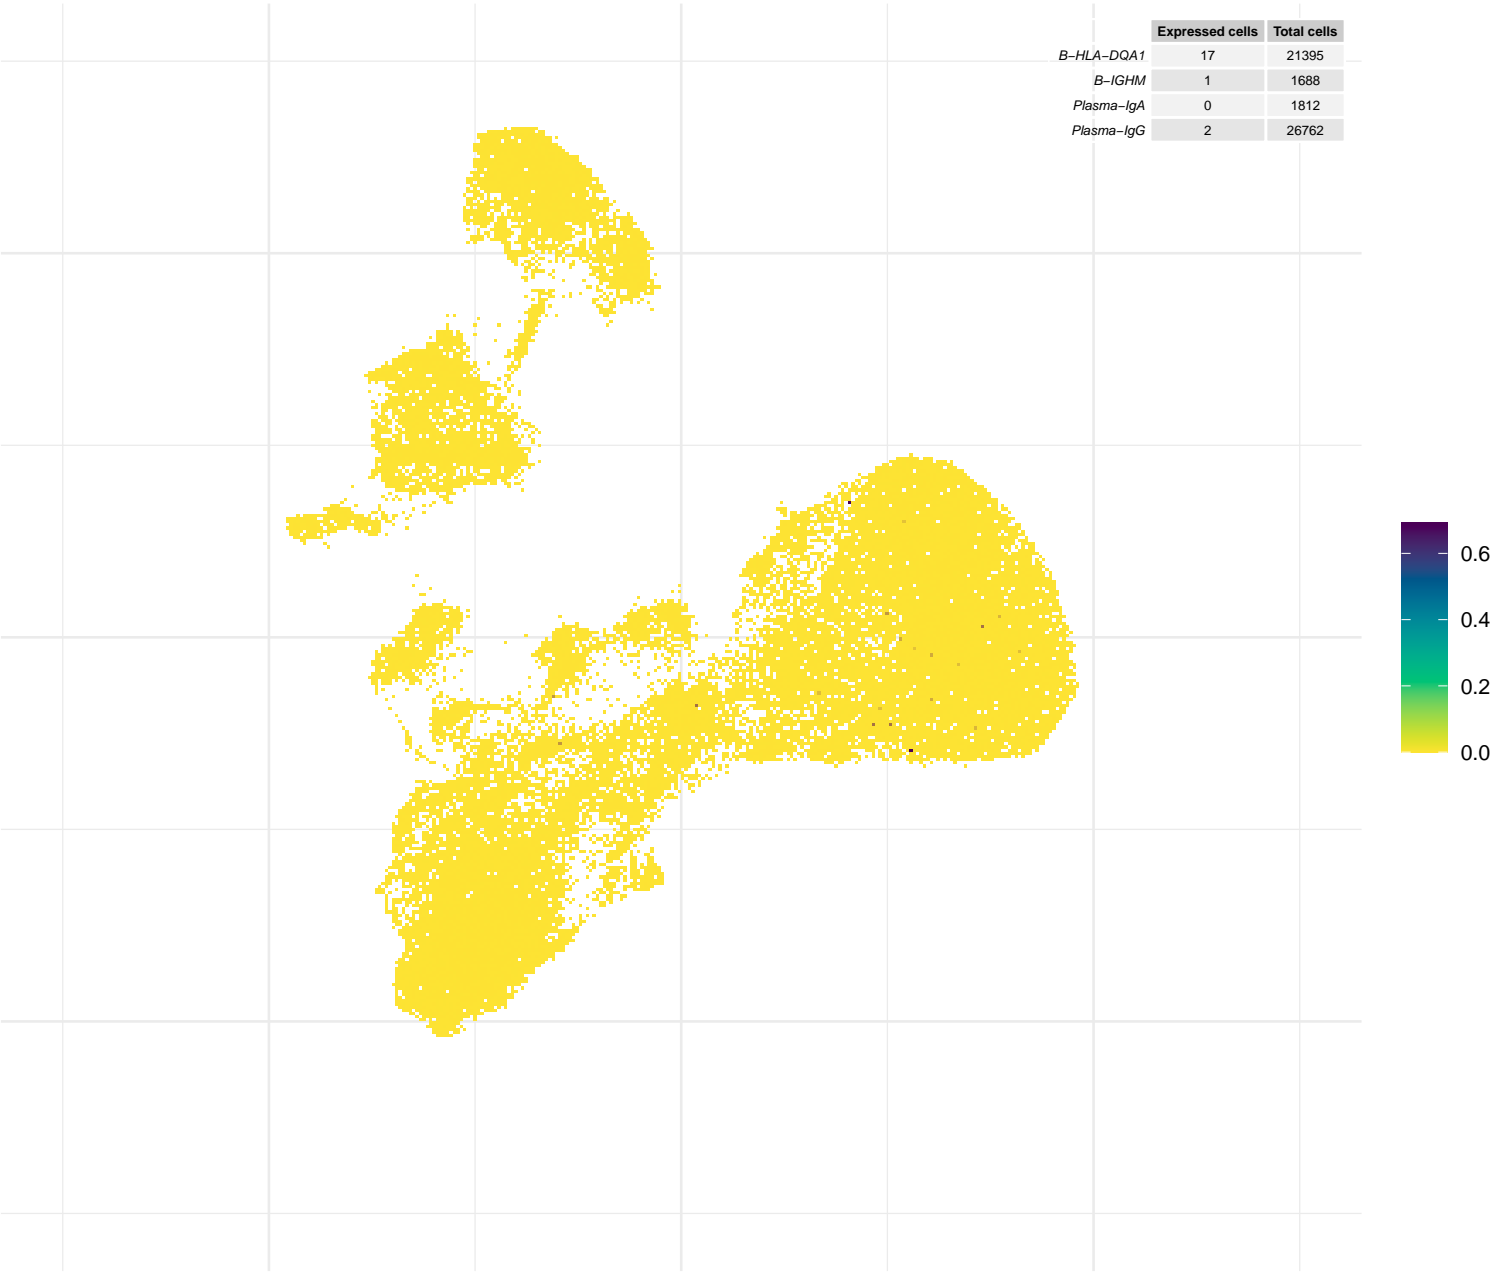 Expressed cells Total cells
B−HLA−DQA1 17 21395
B−IGHM 1 1688
Plasma−IgA 0 1812
Plasma−IgG 2 26762
0.6
0.4
0.2
0.0